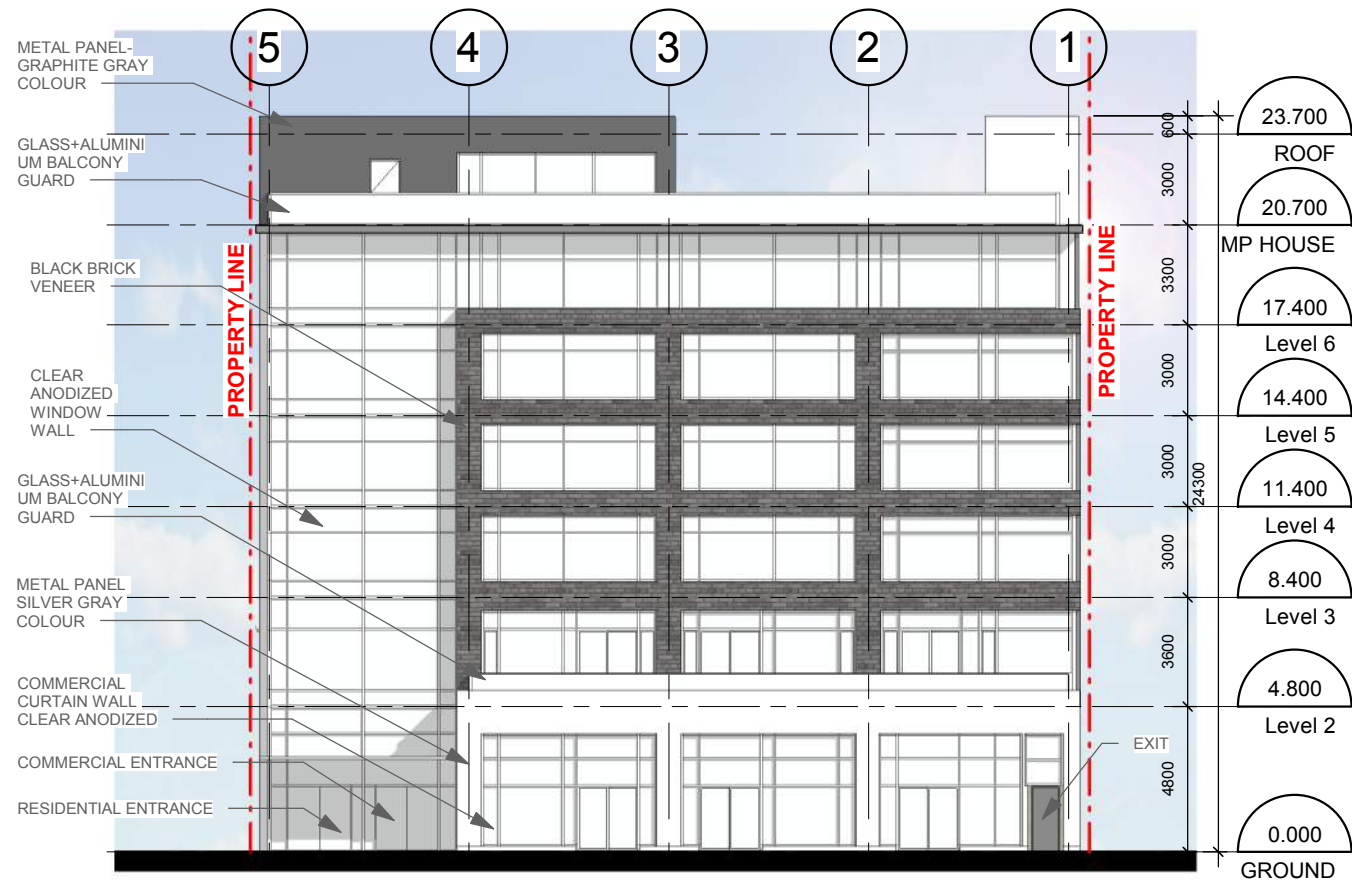 5
4
3
2
1
METAL PANEL-
GRAPHITE GRAY
COLOUR
GLASS+ALUMINI
UM BALCONY
GUARD
BLACK BRICK
VENEER
CLEAR
ANODIZED
WINDOW
WALL
GLASS+ALUMINI
UM BALCONY
GUARD
METAL PANEL
SILVER GRAY
COLOUR
COMMERCIAL
CURTAIN WALL
CLEAR ANODIZED
COMMERCIAL ENTRANCE
RESIDENTIAL ENTRANCE
PROPERTY LINE
PROPERTY LINE
EXIT
600
3000
3300
3000
3000
3000
3600
4800
24300
23.700
ROOF
20.700
MP HOUSE
17.400
Level 6
14.400
Level 5
11.400
Level 4
8.400
Level 3
4.800
Level 2
0.000
GROUND